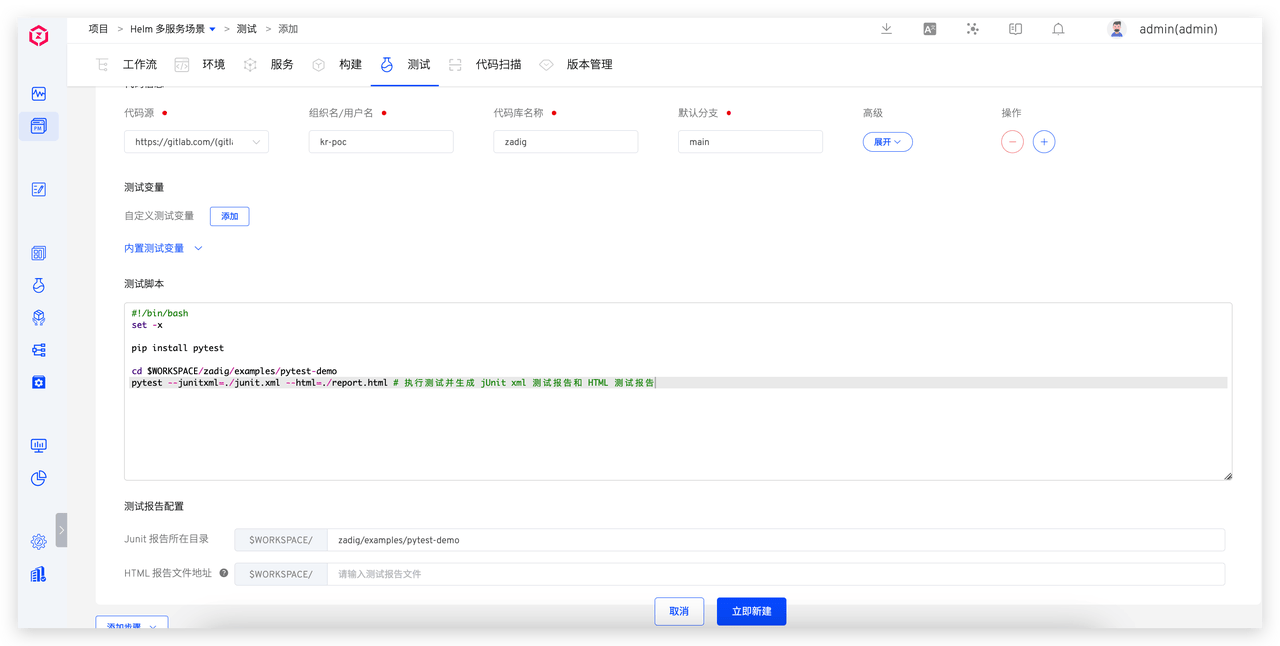 项目 > Helm 多服务场景 > 测试 > 添加
admin(admin)
工作流 环境 服务 构建 测试 代码扫描 版本管理
代码信息
代码源 组织名/用户名 代码库名称 默认分支 高级 操作
https://gitlab.com/(gitl kr-poc zadig main 展开
测试变量
自定义测试变量 添加
内置测试变量
测试脚本
#!/bin/bash
set -x
pip install pytest
cd $WORKSPACE/zadig/examples/pytest-demo
pytest --junitxml=./junit.xml --html=./report.html # 执行测试并生成 jUnit xml 测试报告和 HTML 测试报告
测试报告配置
Junit 报告所在目录 $WORKSPACE/ zadig/examples/pytest-demo
HTML 报告文件地址 $WORKSPACE/ 请输入测试报告文件
取消 立即新建
添加步骤